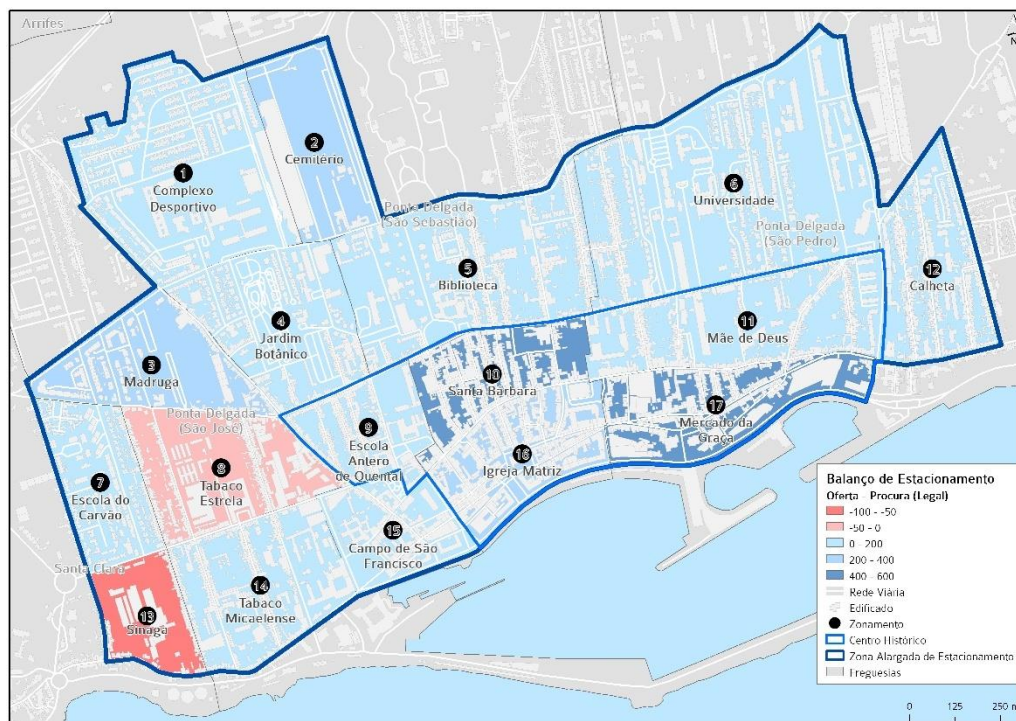 Arrifes
N
1
Complexo
Desportivo
2
Cemitério
Ponta Delgada
(São Sebastião)
6
Universidade
Ponta Delgada
(São Pedro)
5
Biblioteca
12
Calheta
4
Jardim
Botânico
11
Mãe de Deus
3
Madruga
10
Santa Bárbara
17
Mercado da
Graça
Ponta Delgada
(São José)
9
Escola
Antero
de Quental
16
Igreja Matriz
8
Tabaco
Estrela
7
Escola do
Carvão
15
Campo de São
Francisco
Santa Clara
14
Tabaco
Micaelense
13
Sinaga
Balanço de Estacionamento
Oferta - Procura (Legal)
-100 - -50
-50 - 0
0 - 200
200 - 400
400 - 600
Rede Viária
Edificado
Zonamento
Centro Histórico
Zona Alargada de Estacionamento
Freguesias
0 125 250 m